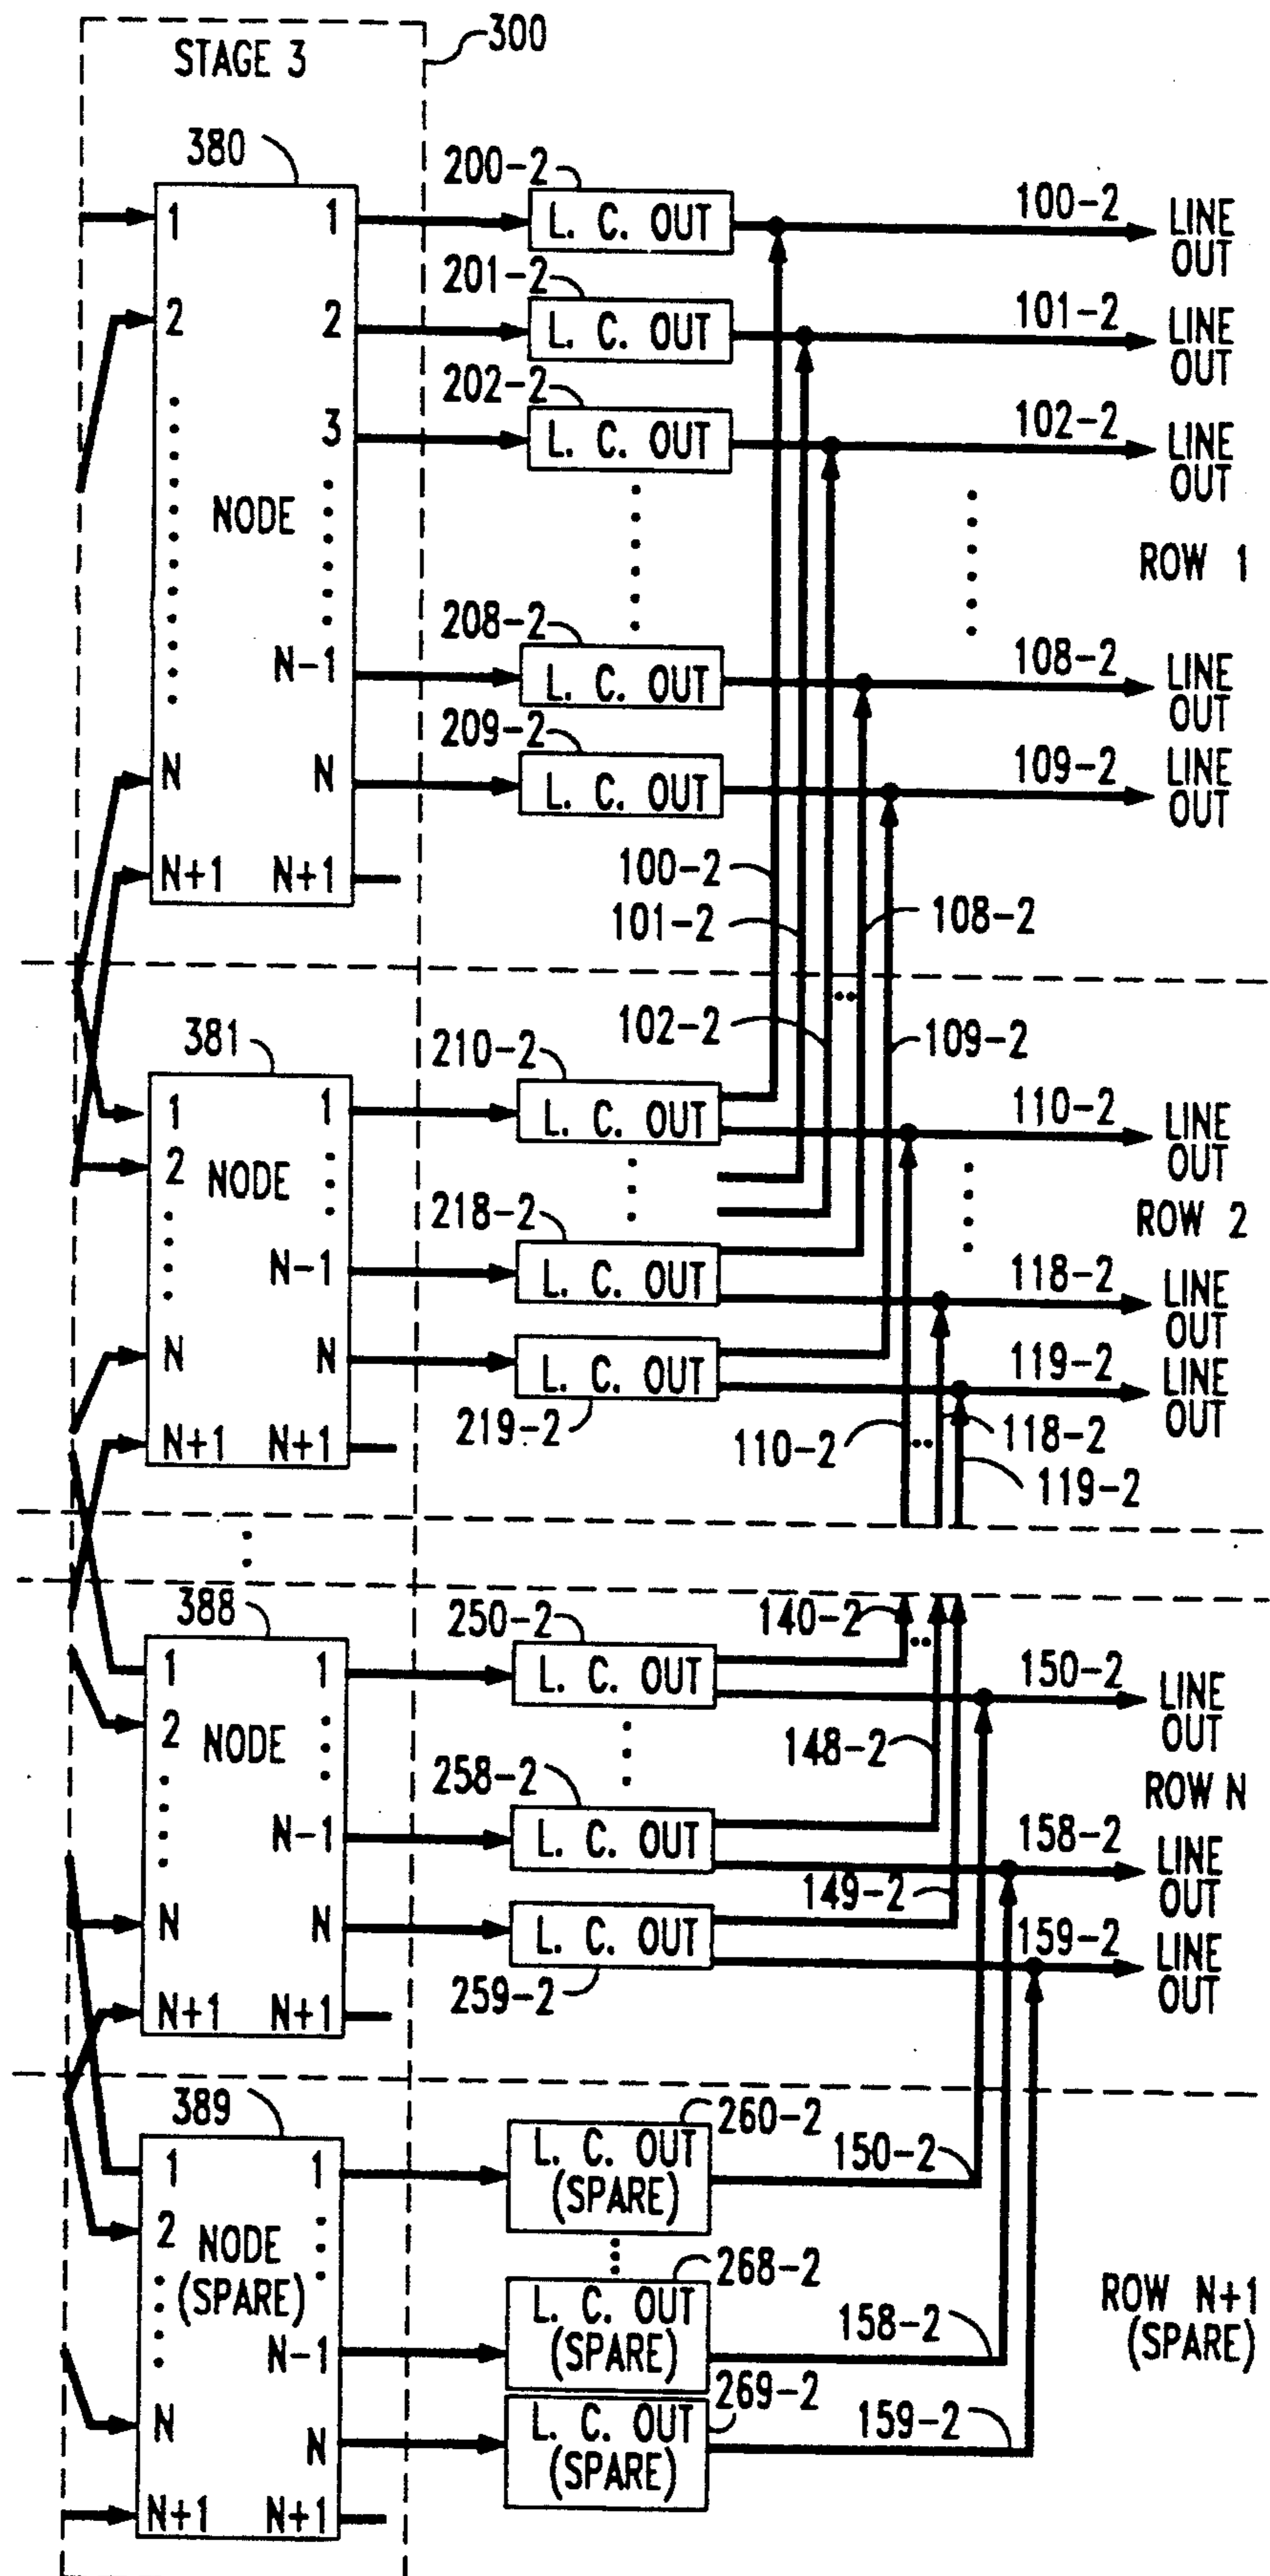 STAGE 3
300
380
1
2
N
N+1
NODE
1
2
3
N-1
N
N+1
200-2
L. C. OUT
100-2
LINE
OUT
201-2
L. C. OUT
101-2
LINE
OUT
202-2
L. C. OUT
102-2
LINE
OUT
ROW 1
208-2
L. C. OUT
108-2
LINE
OUT
209-2
L. C. OUT
109-2
LINE
OUT
100-2
101-2
108-2
102-2
109-2
381
1
2
N
N+1
NODE
1
N-1
N
N+1
210-2
L. C. OUT
110-2
LINE
OUT
ROW 2
218-2
L. C. OUT
118-2
LINE
OUT
L. C. OUT
219-2
119-2
LINE
OUT
110-2
118-2
119-2
388
1
2
N
N+1
NODE
1
N-1
N
N+1
250-2
L. C. OUT
140-2
150-2
LINE
OUT
148-2
ROW N
258-2
L. C. OUT
158-2
LINE
OUT
149-2
L. C. OUT
259-2
159-2
LINE
OUT
389
1
2
N
N+1
NODE
(SPARE)
1
N-1
N
N+1
260-2
L. C. OUT
(SPARE)
150-2
268-2
L. C. OUT
(SPARE)
158-2
ROW N+1
(SPARE)
269-2
L. C. OUT
(SPARE)
159-2